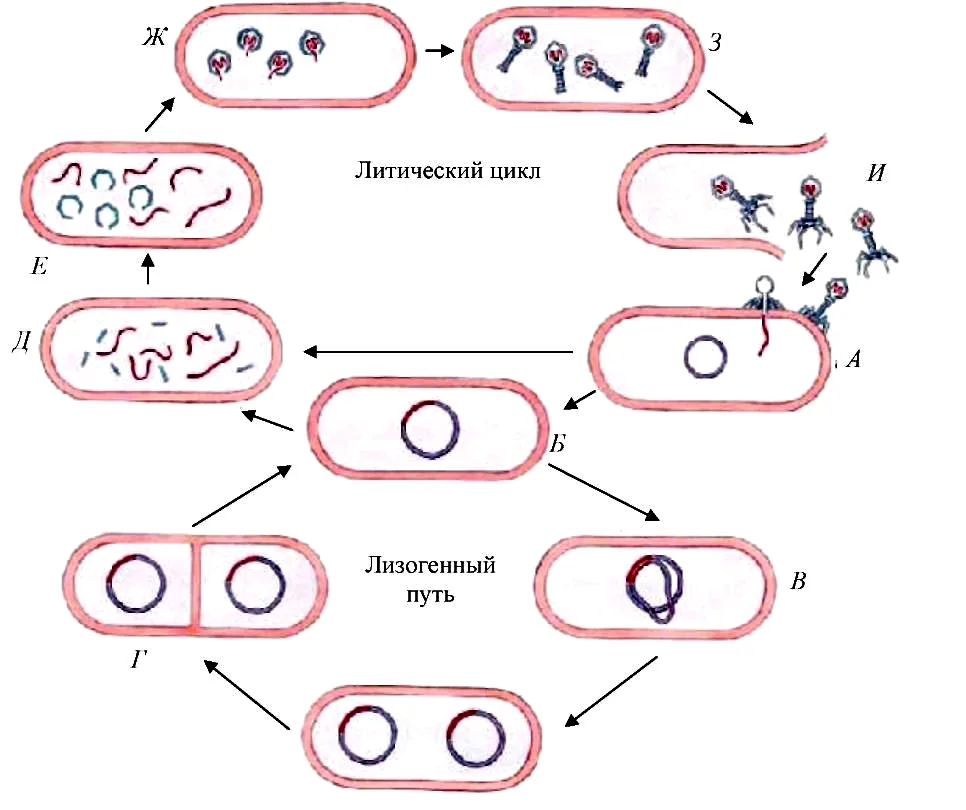 Ж
З
Литический цикл
И
Е
Д
А
Б
Лизогенный
путь
В
Г